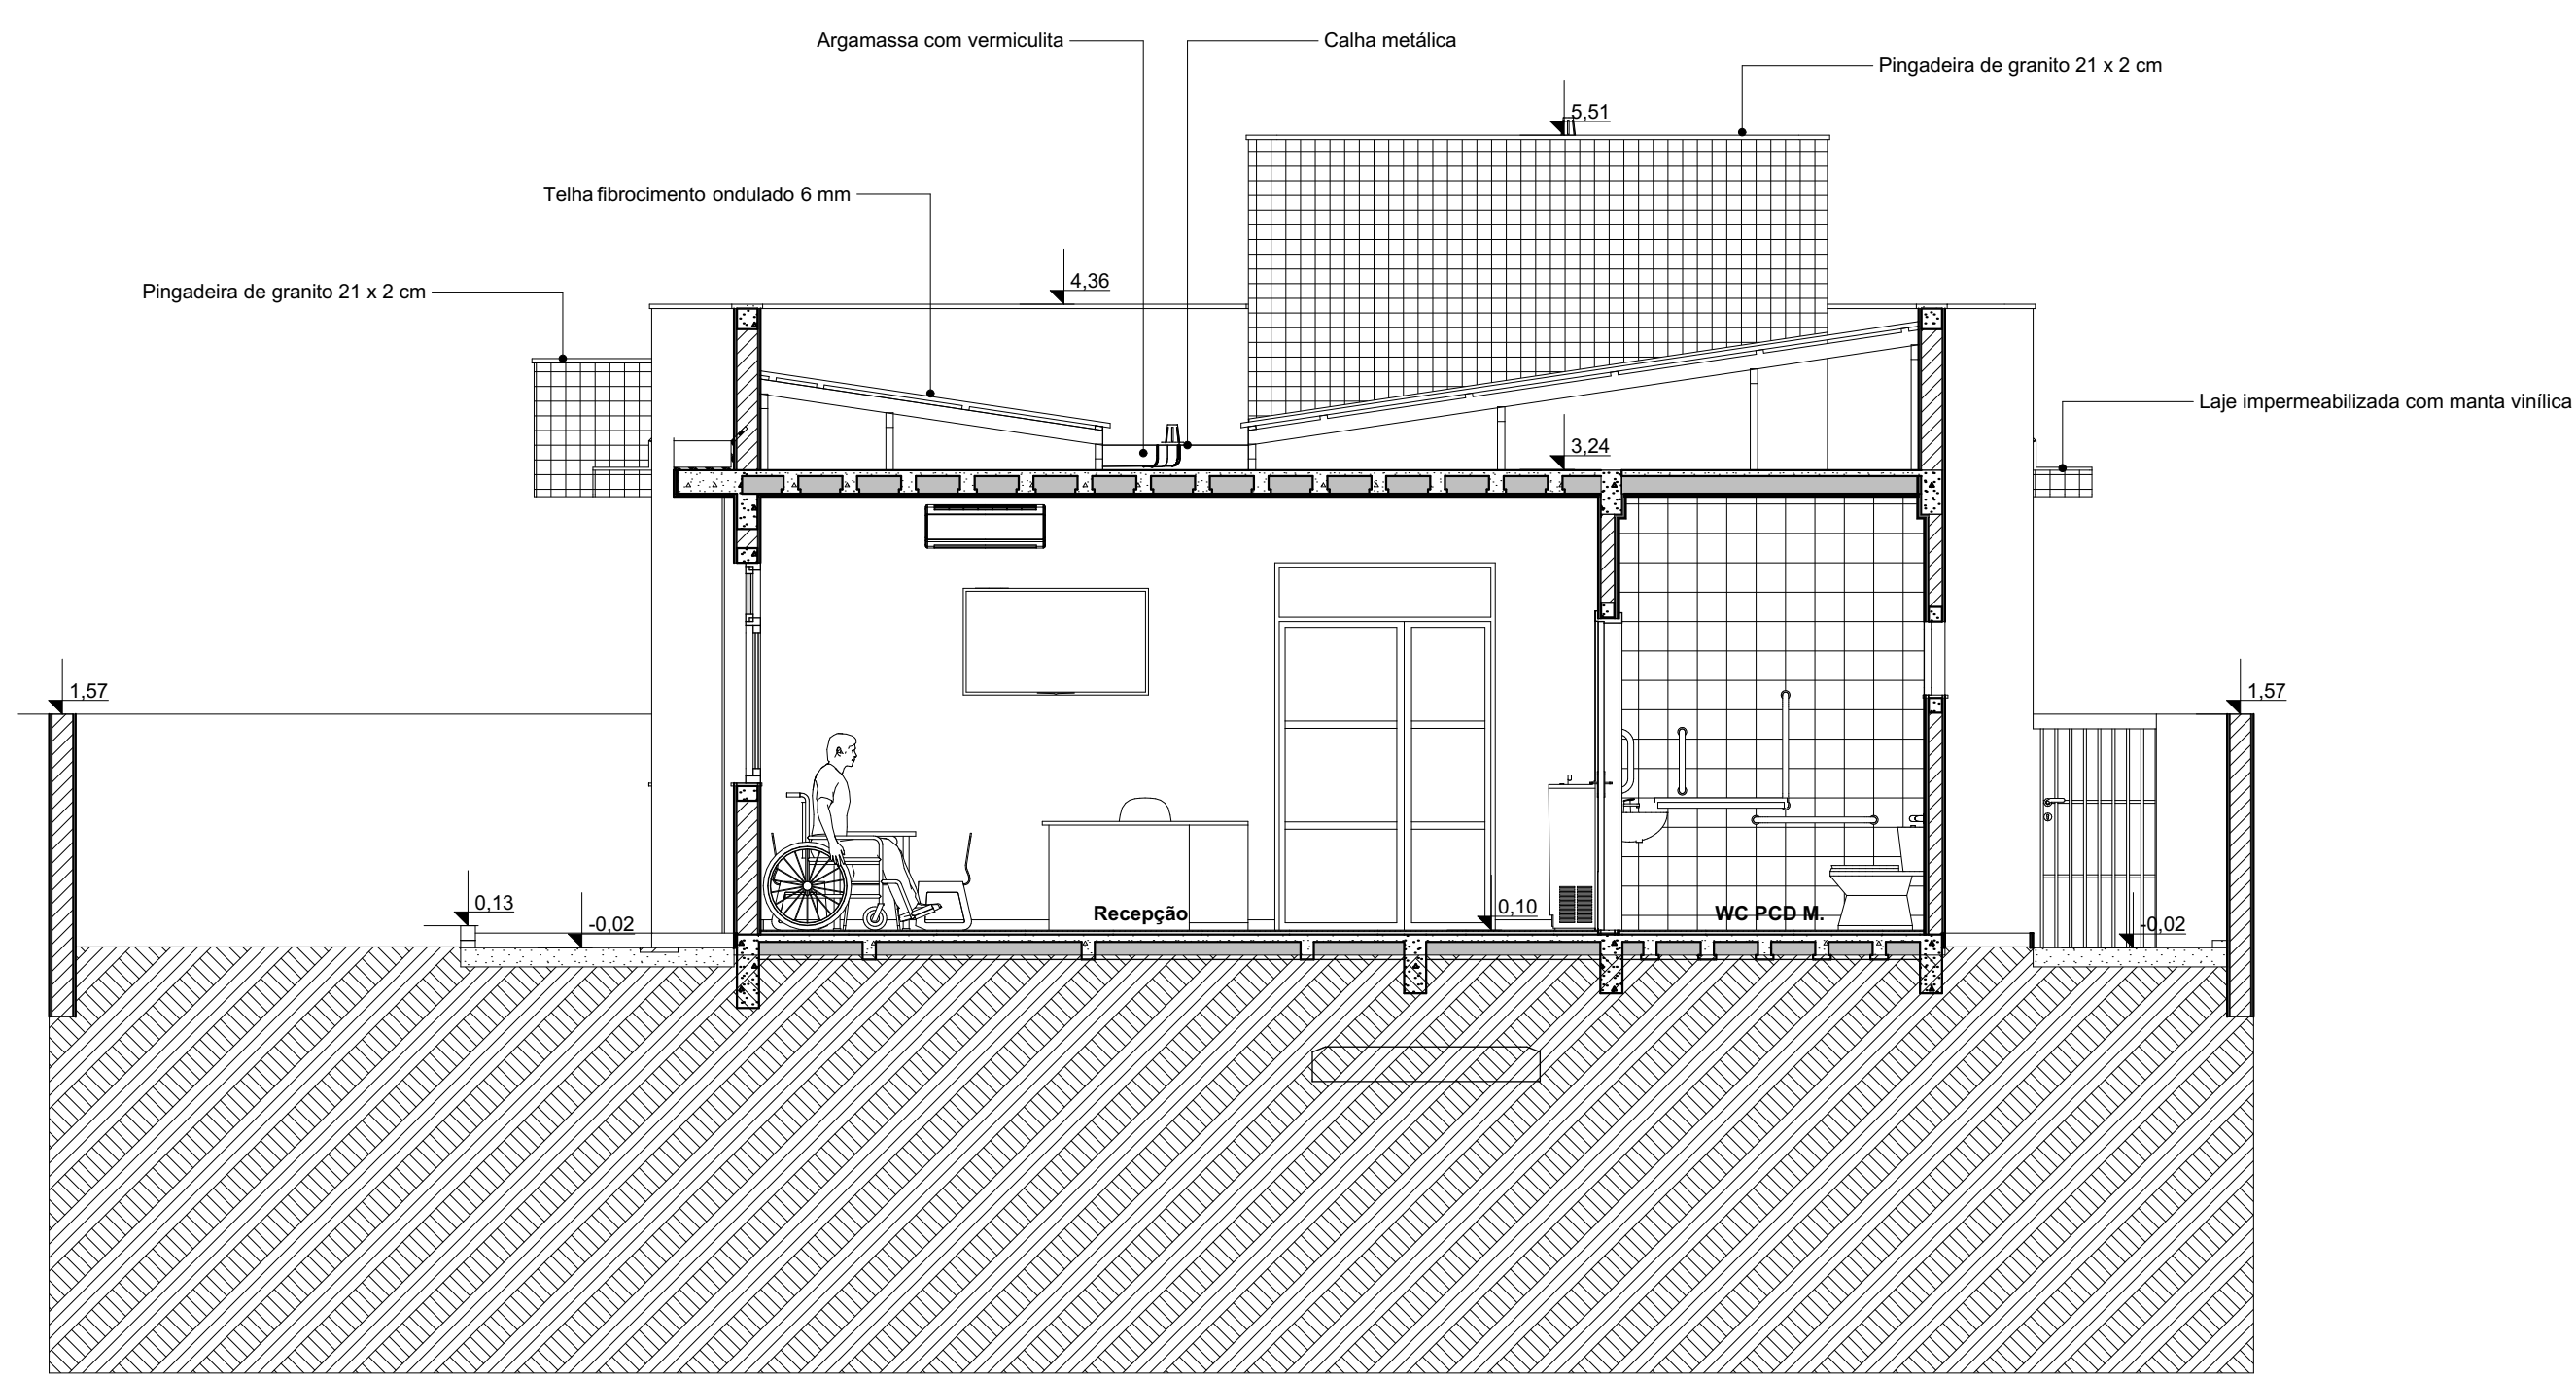 Argamassa com vermiculita
Calha metálica
Pingadeira de granito 21 x 2 cm
5,51
Telha fibrocimento ondulado 6 mm
4,36
Pingadeira de granito 21 x 2 cm
Laje impermeabilizada com manta vinílica
3,24
1,57
1,57
0,13
-0,02
Recepção
0,10
WC PCD M.
-0,02